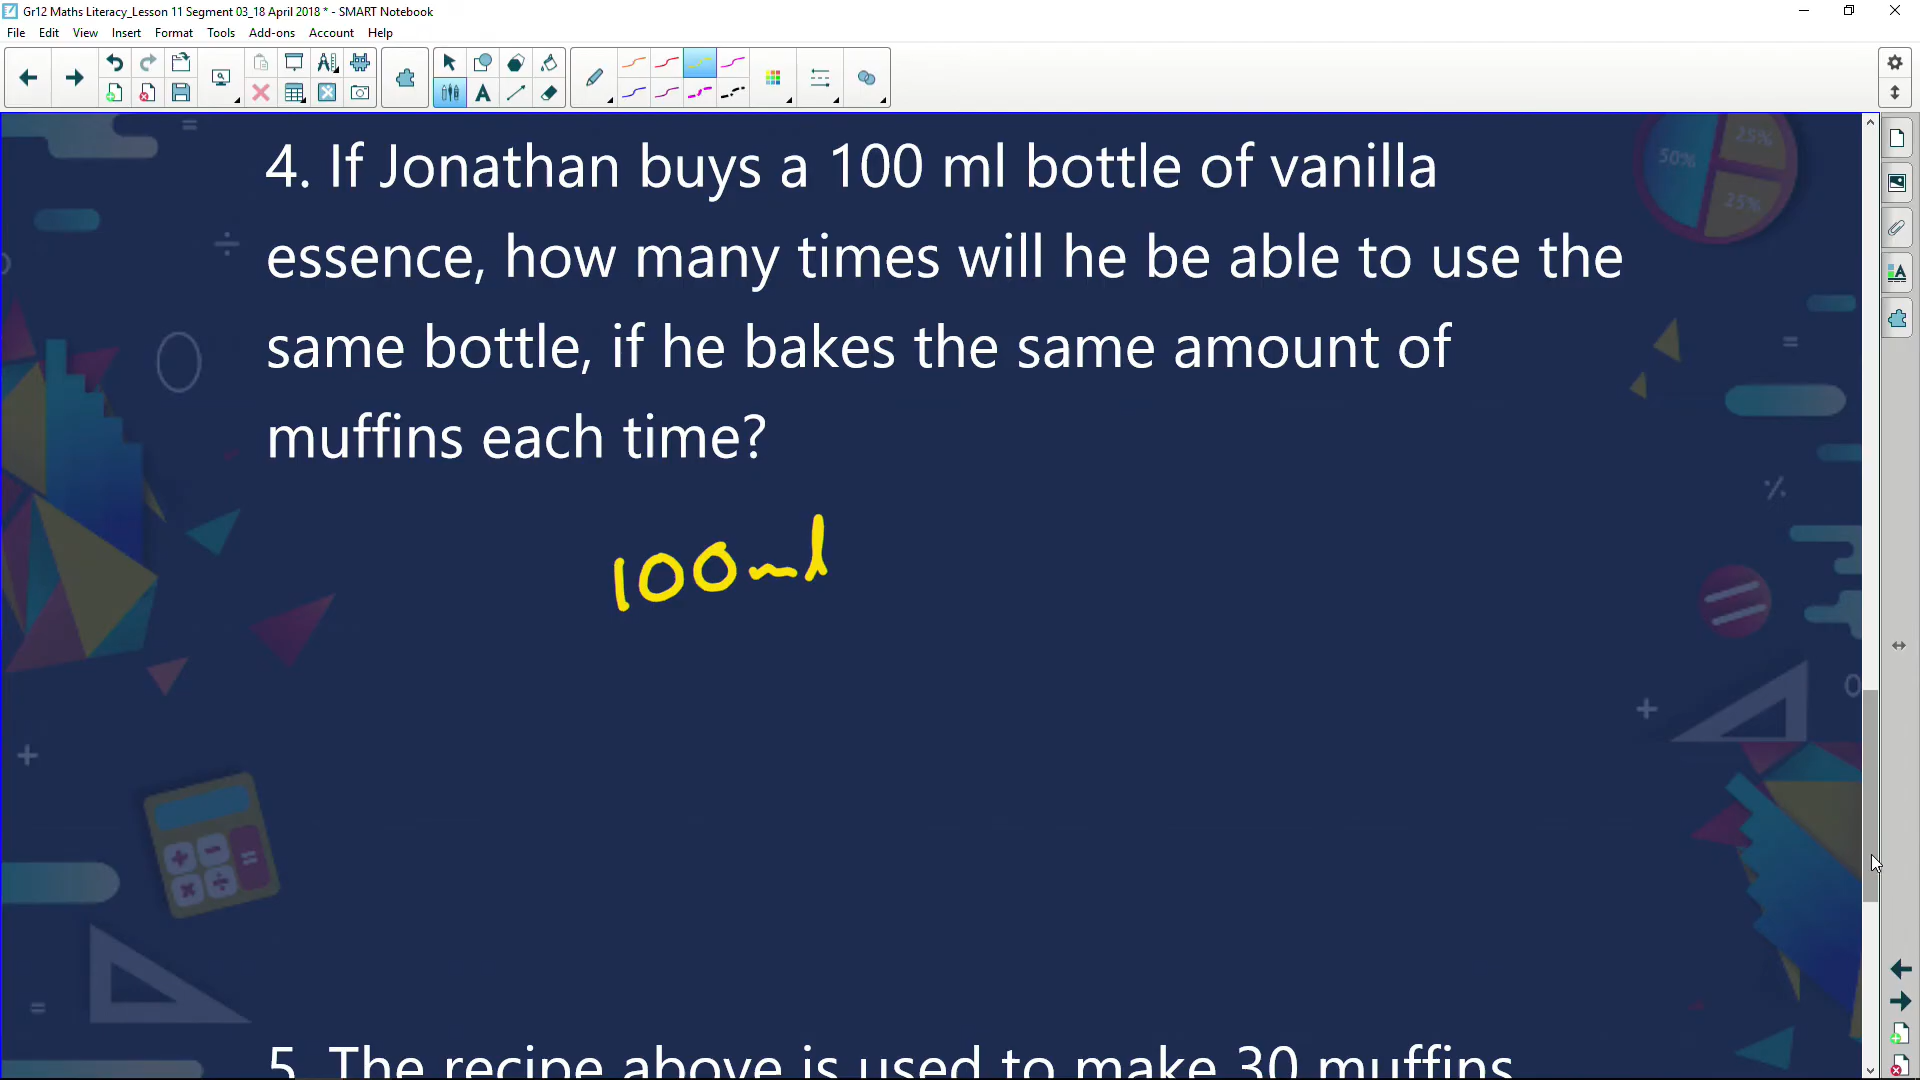 Gr12 Maths Literacy_Lesson 11 Segment 03_18 April 2018 * - SMART Notebook
File Edit View Insert Format Tools Add-ons Account Help
25%
50%
25%
4. If Jonathan buys a 100 ml bottle of vanilla
essence, how many times will he be able to use the
same bottle, if he bakes the same amount of
muffins each time?
100ml
5. The recipe above is used to make 30 muffins